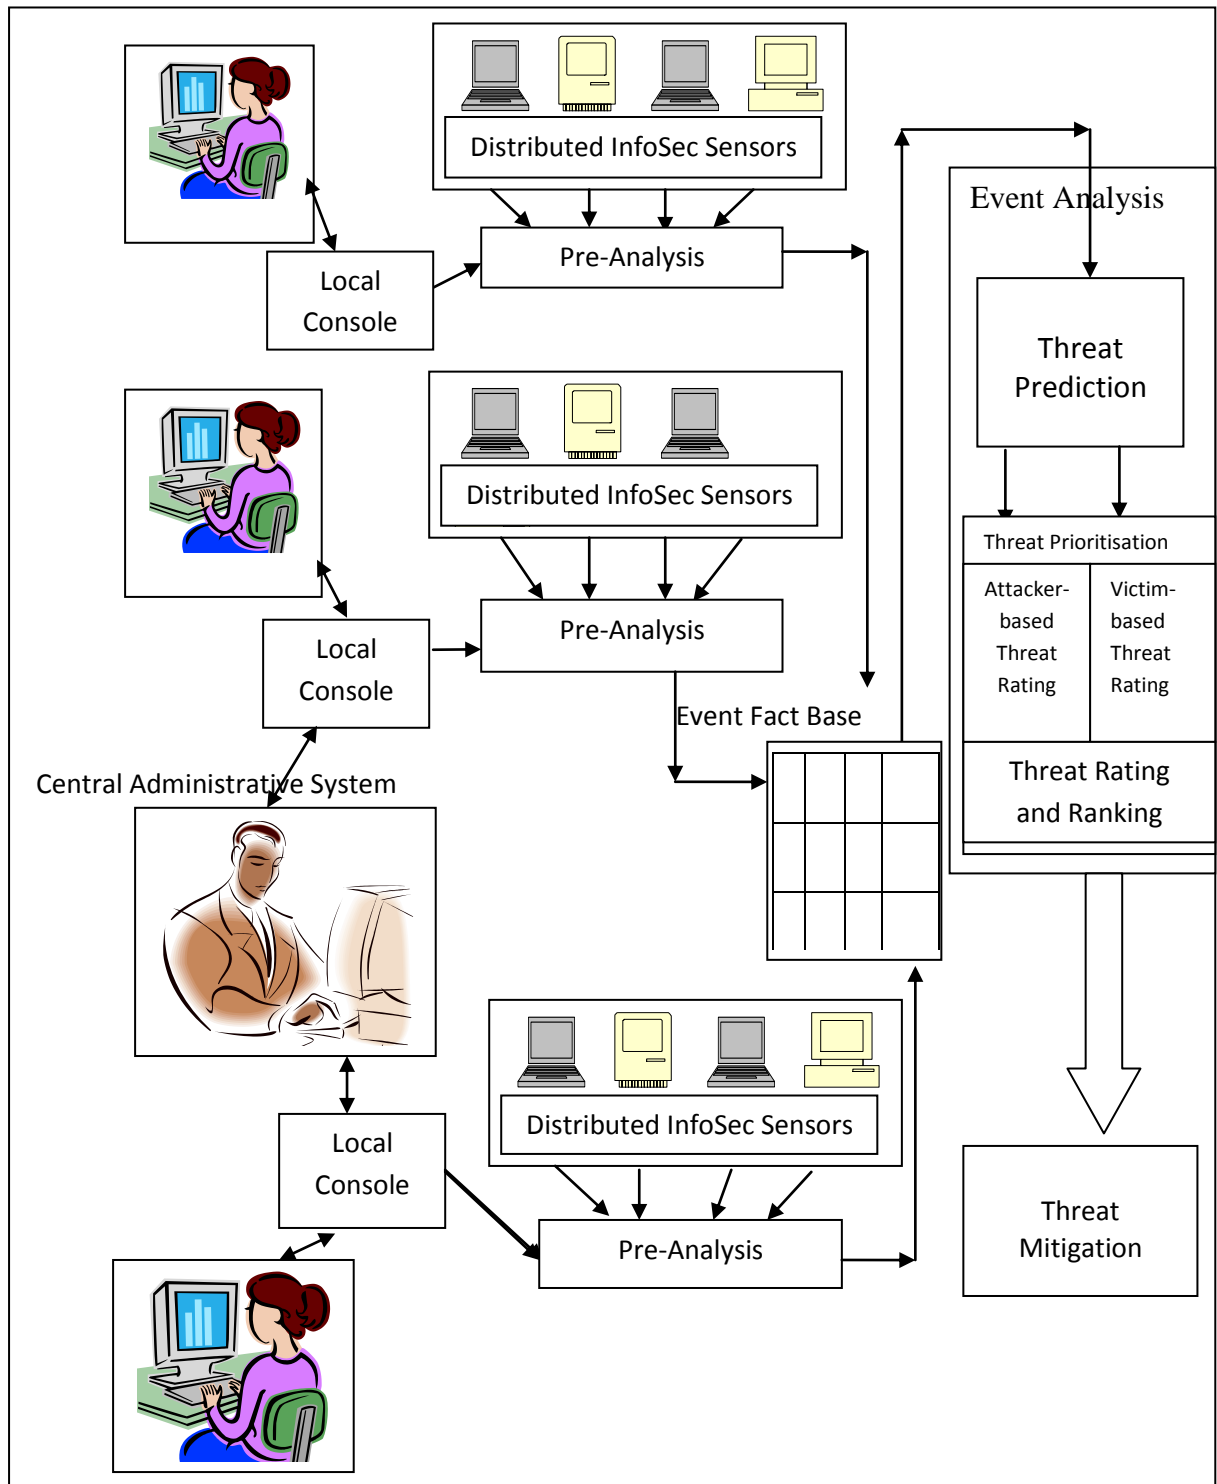 Distributed InfoSec Sensors
Pre-Analysis
Local
Console
Event Analysis
Threat
Prediction
Distributed InfoSec Sensors
Pre-Analysis
Local
Console
Threat Prioritisation
Attacker-
based
Threat
Rating
Victim-
based
Threat
Rating
Event Fact Base
Threat Rating
and Ranking
Central Administrative System
Distributed InfoSec Sensors
Local
Console
Pre-Analysis
Threat
Mitigation